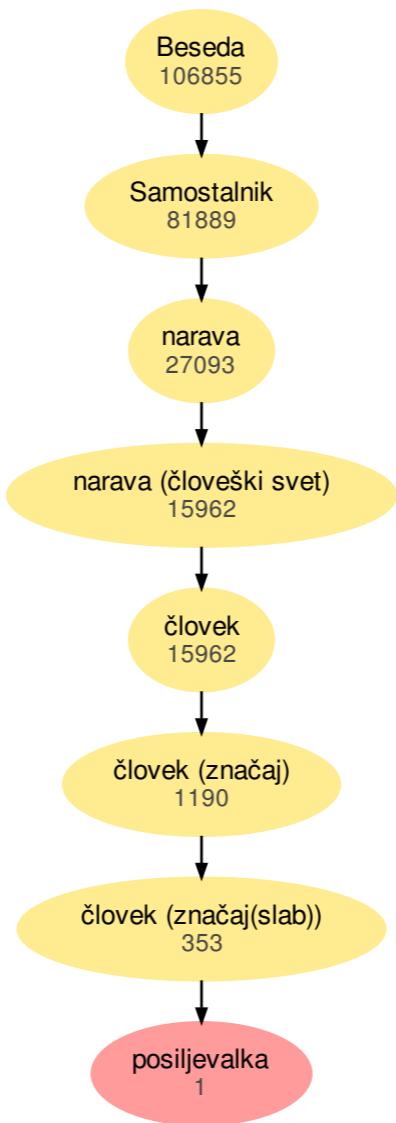 Beseda
106855
Samostalnik
81889
narava
27093
narava (človeški svet)
15962
človek
15962
človek (značaj)
1190
človek (značaj(slab))
353
posiljevalka
1